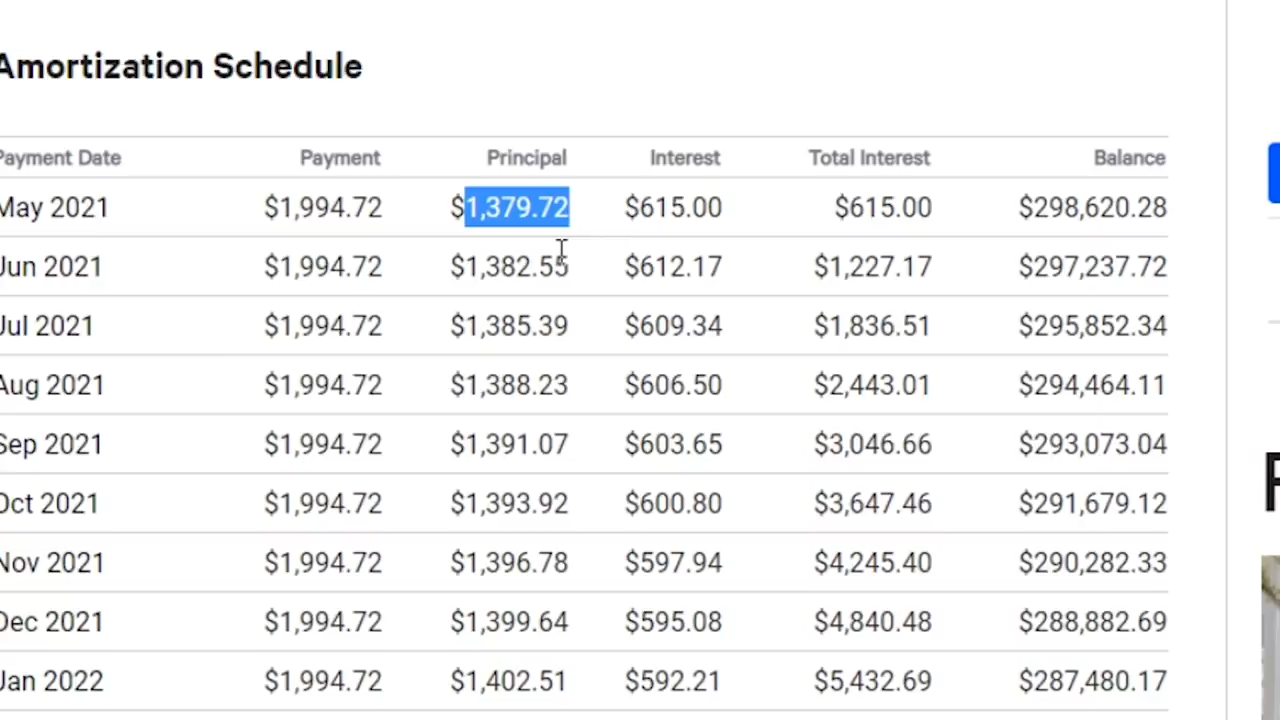 Amortization Schedule
Payment Date Payment Principal Interest Total Interest Balance
May 2021 $1,994.72 $1,379.72 $615.00 $615.00 $298,620.28
Jun 2021 $1,994.72 $1,382.55 $612.17 $1,227.17 $297,237.72
Jul 2021 $1,994.72 $1,385.39 $609.34 $1,836.51 $295,852.34
Aug 2021 $1,994.72 $1,388.23 $606.50 $2,443.01 $294,464.11
Sep 2021 $1,994.72 $1,391.07 $603.65 $3,046.66 $293,073.04
Oct 2021 $1,994.72 $1,393.92 $600.80 $3,647.46 $291,679.12
Nov 2021 $1,994.72 $1,396.78 $597.94 $4,245.40 $290,282.33
Dec 2021 $1,994.72 $1,399.64 $595.08 $4,840.48 $288,882.69
Jan 2022 $1,994.72 $1,402.51 $592.21 $5,432.69 $287,480.17